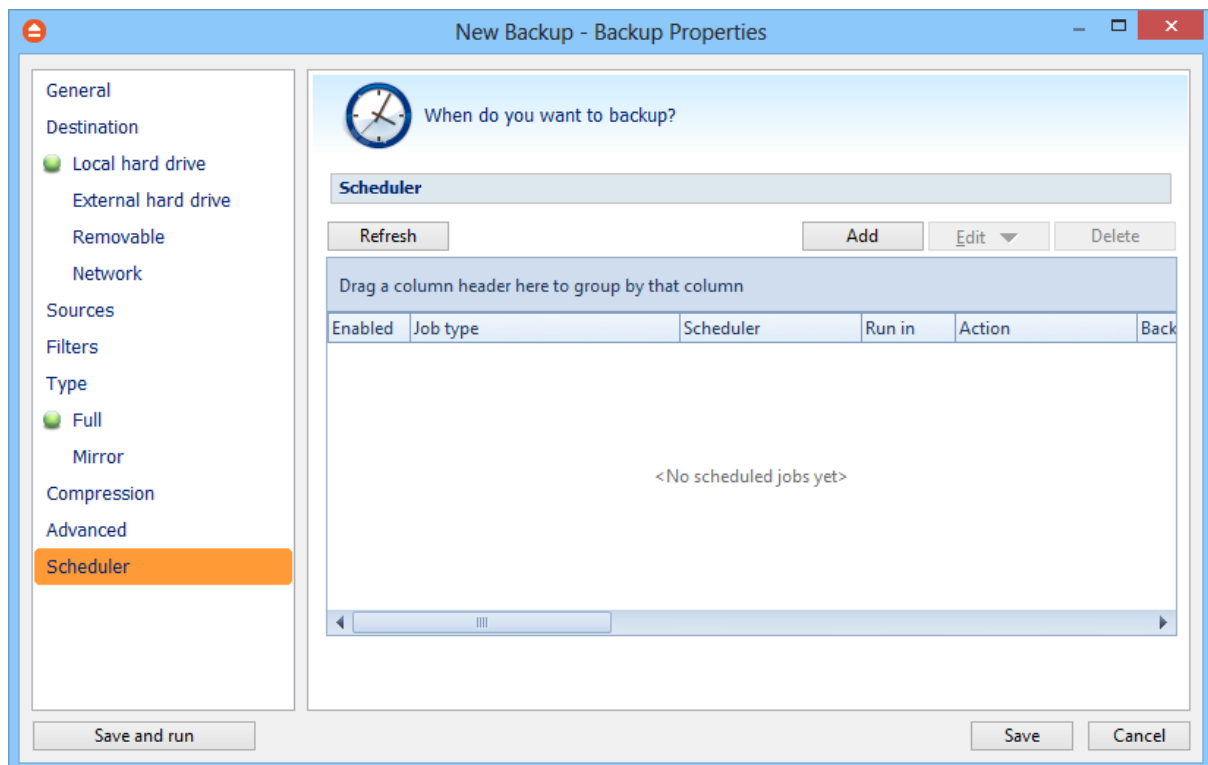 New Backup - Backup Properties
General
Destination
Local hard drive
External hard drive
Removable
Network
Sources
Filters
Type
Full
Mirror
Compression
Advanced
Scheduler
When do you want to backup?
Scheduler
Refresh Add Edit Delete
Drag a column header here to group by that column
Enabled Job type Scheduler Run in Action Back
<No scheduled jobs yet>
Save and run Save Cancel